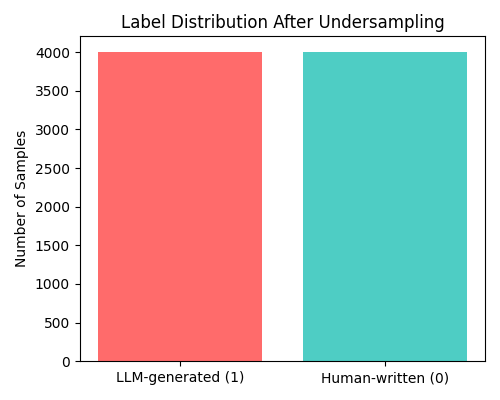 Label Distribution After Undersampling
Number of Samples
4000
3500
3000
2500
2000
1500
1000
500
0
LLM-generated (1)
Human-written (0)